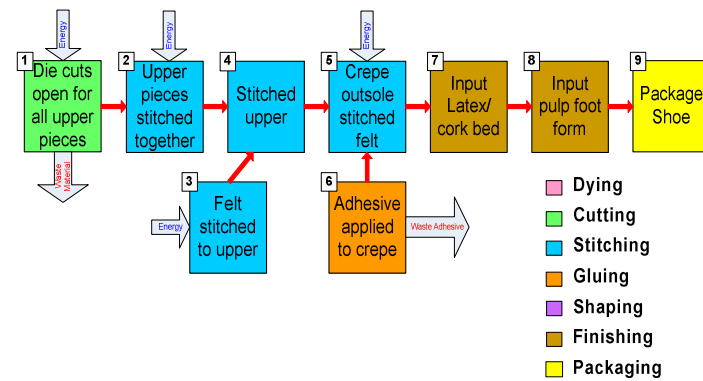 Energy
Energy
Energy
1
Die cuts
open for
all upper
pieces
2
Upper
pieces
stitched
together
4
Stitched
upper
5
Crepe
outsole
stitched
felt
7
Input
Latex/
cork bed
8
Input
pulp foot
form
9
Package
Shoe
Waste
Material
3
Felt
stitched
to upper
Energy
6
Adhesive
applied
to crepe
Waste Adhesive
Dying
Cutting
Stitching
Gluing
Shaping
Finishing
Packaging